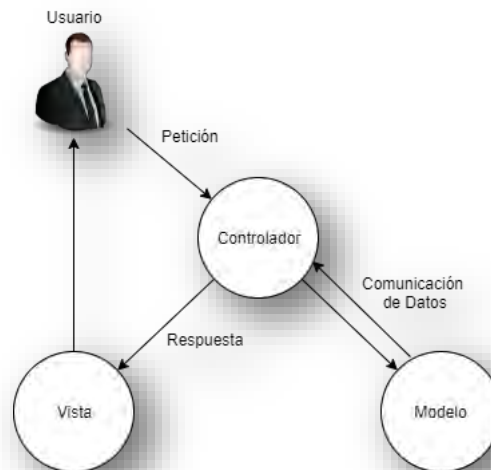 Usuario
Petición
Controlador
Comunicación
de Datos
Respuesta
Vista
Modelo